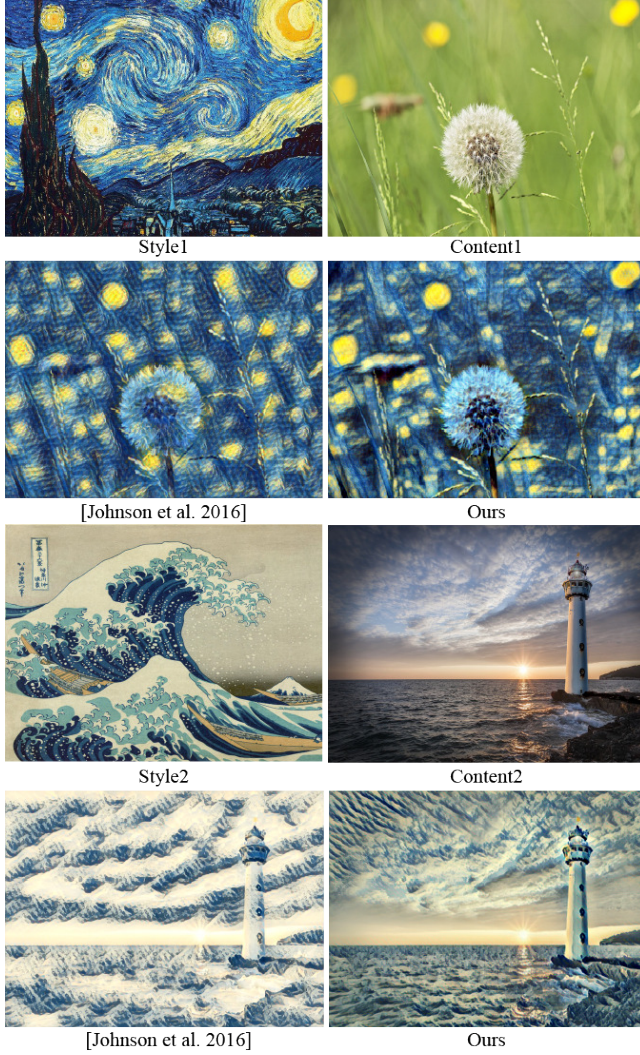 Style1
Content1
[Johnson et al. 2016]
Ours
Style2
Content2
[Johnson et al. 2016]
Ours